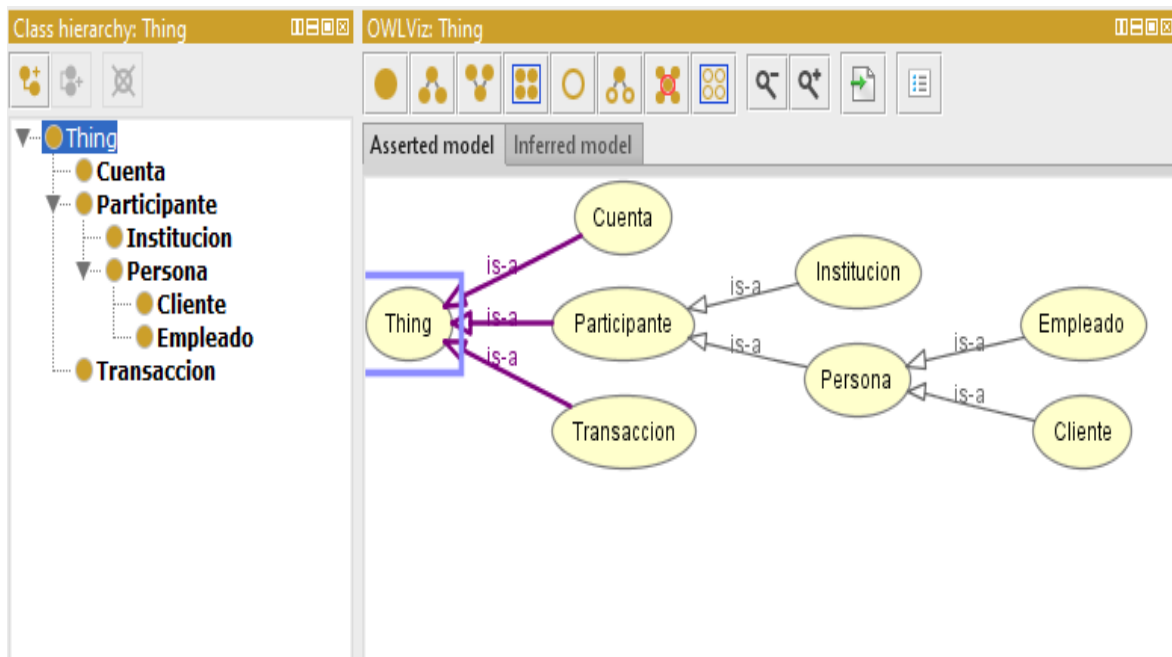 Class hierarchy: Thing
Thing
Cuenta
Participante
Institucion
Persona
Cliente
Empleado
Transaccion
OWLViz: Thing
Asserted model
Inferred model
Cuenta
is-a
Institucion
is-a
Thing
is-a
Participante
Empleado
is-a
is-a
is-a
Persona
is-a
Transaccion
Cliente